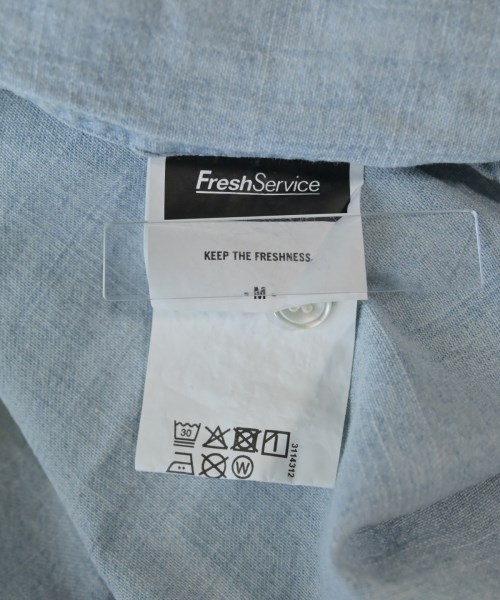 FreshService
KEEP THE FRESHNESS.
M
30
W
3114312